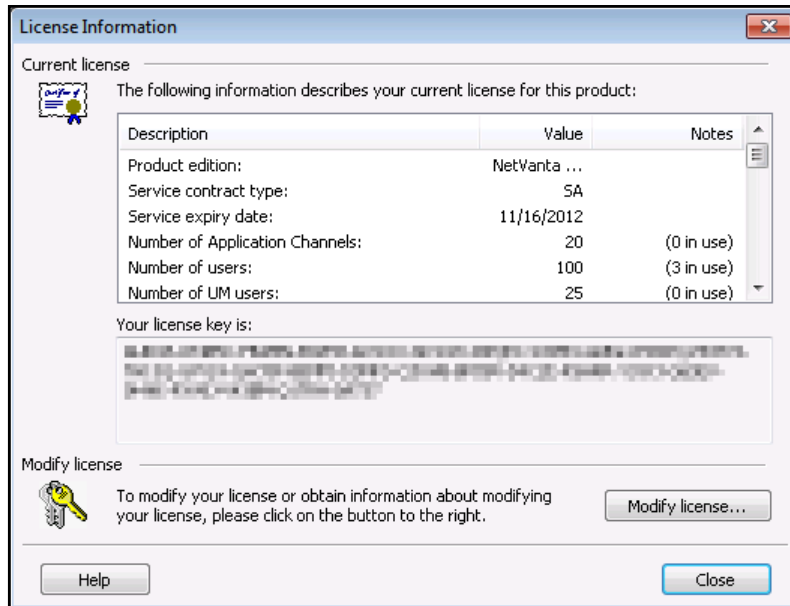 License Information
Current license
The following information describes your current license for this product:
Description Value Notes
Product edition: NetVanta ...
Service contract type: SA
Service expiry date: 11/16/2012
Number of Application Channels: 20 (0 in use)
Number of users: 100 (3 in use)
Number of UM users: 25 (0 in use)
Your license key is:
Modify license
To modify your license or obtain information about modifying
your license, please click on the button to the right.
Modify license...
Help Close